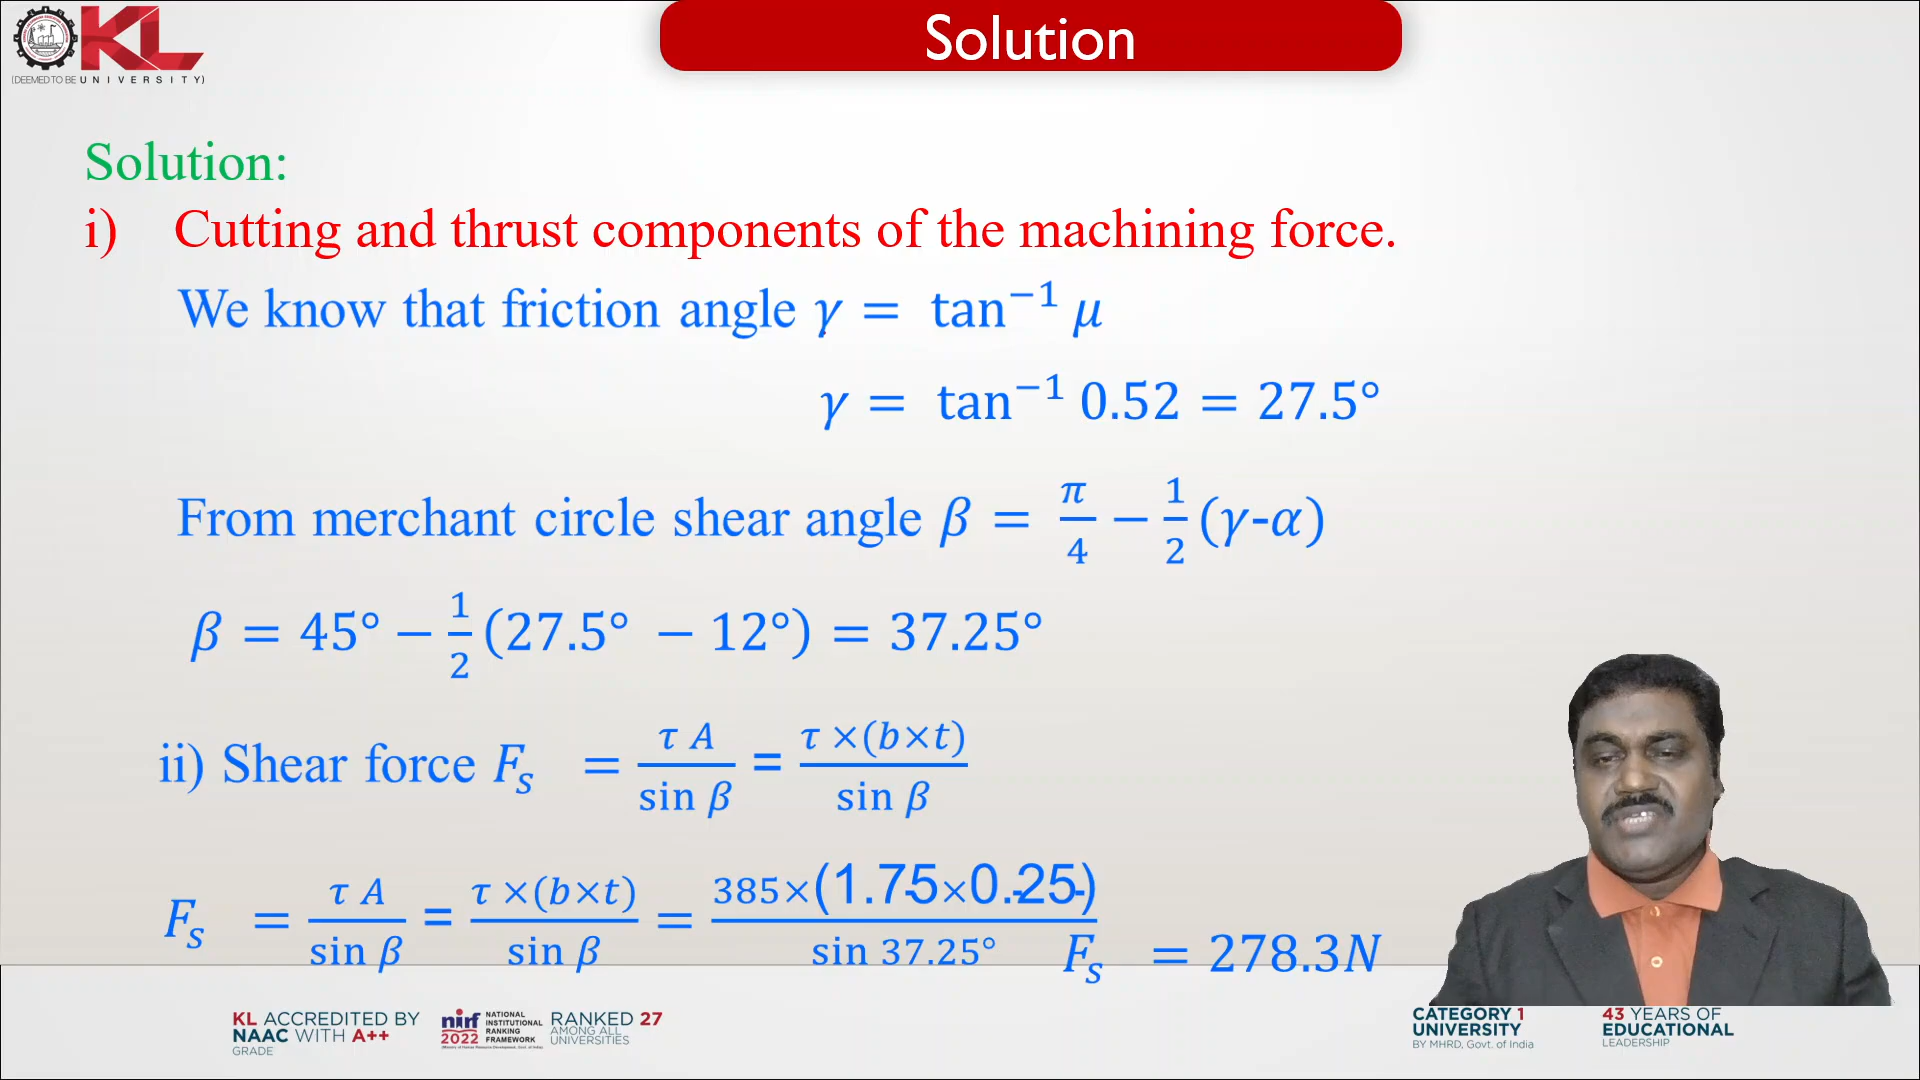 Solution
KL
(DEEMED TO BE UNIVERSITY)
Solution:
i) Cutting and thrust components of the machining force.
We know that friction angle γ = tan⁻¹ μ
γ = tan⁻¹ 0.52 = 27.5°
From merchant circle shear angle β = π/4 − 1/2 (γ-α)
β = 45° − 1/2 (27.5° − 12°) = 37.25°
ii) Shear force Fₛ = τ A / sin β = τ ×(b×t) / sin β
Fₛ = τ A / sin β = τ ×(b×t) / sin β = 385×(1.75×0.25) / sin 37.25° Fₛ = 278.3N
KL ACCREDITED BY
NAAC WITH A++
GRADE
nirf
2022
NATIONAL
INSTITUTIONAL
RANKING
FRAMEWORK
RANKED 27
AMONG ALL
UNIVERSITIES
CATEGORY 1
UNIVERSITY
BY MHRD, Govt. of India
43 YEARS OF
EDUCATIONAL
LEADERSHIP